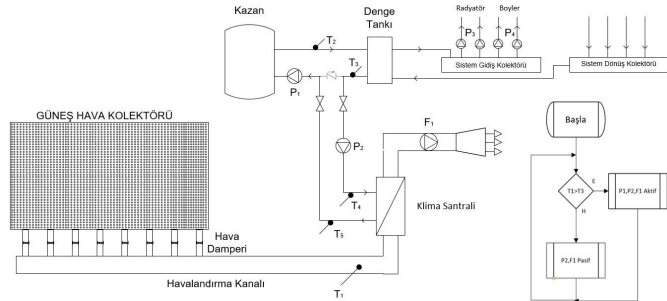 Kazan
Denge
Tankı
Radyatör
Boyler
T2
P3
P4
T3
Sistem Gidiş Kolektörü
Sistem Dönüş Kolektörü
P1
GÜNEŞ HAVA KOLEKTÖRÜ
F1
P2
Başla
T1>T3
E
P1,P2,F1 Aktif
H
T4
Klima Santrali
T5
Hava
Damperi
P2,F1 Pasif
Havalandırma Kanalı
T1